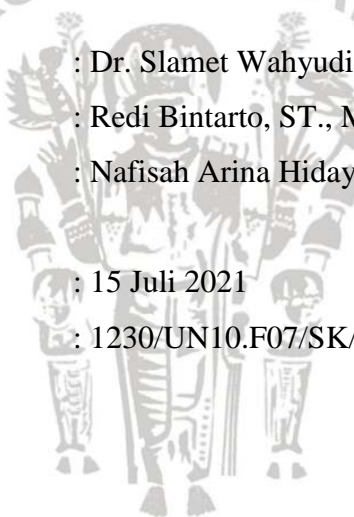 : Dr. Slamet Wahyudi
: Redi Bintarto, ST., M
: Nafisah Arina Hiday
: 15 Juli 2021
: 1230/UN10.F07/SK/